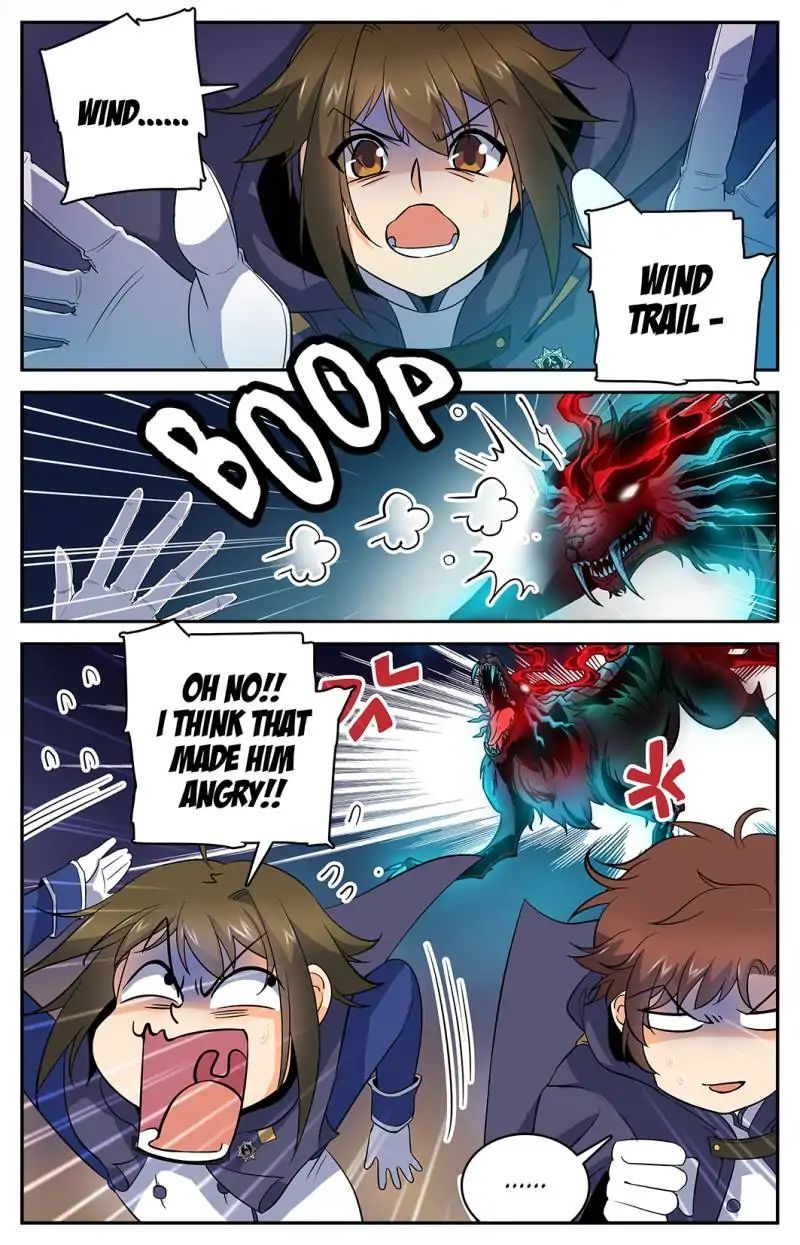 WIND......
WIND
TRAIL -
BOOP
OH NO!!
I THINK THAT
MADE HIM
ANGRY!!
......